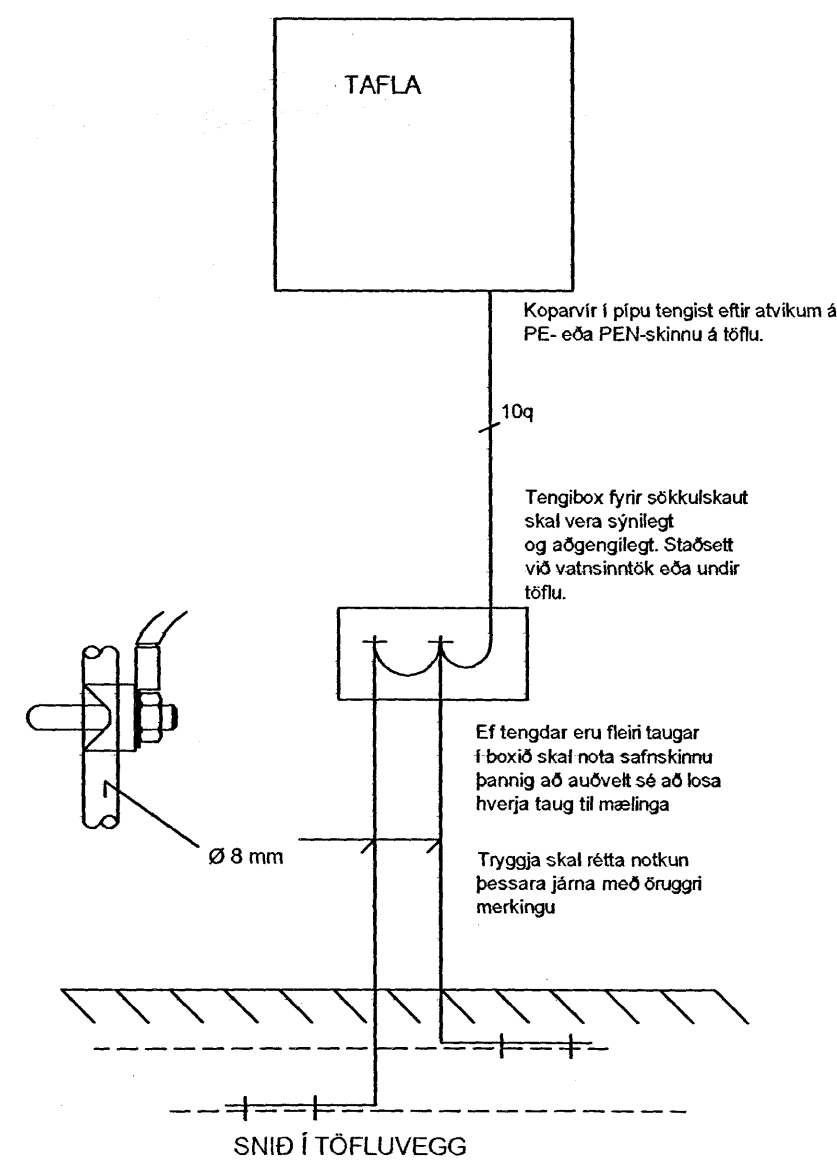 TAFLA
Koparvír í pípu tengist eftir atvikum á
PE- eða PEN-skinnu á töflu.
10q
Tengibox fyrir sökkulskaut
skal vera sýnilegt
og aðgengilegt. Staðsett
við vatnsinntök eða undir
töflu.
Ef tengdar eru fleiri taugar
í boxið skal nota safnskinnu
þannig að auðvelt sé að losa
hverja taug til mælinga
Ø 8 mm
Tryggja skal rétta notkun
þessara járna með öruggri
merkingu
SNIÐ Í TÖFLUVEGG